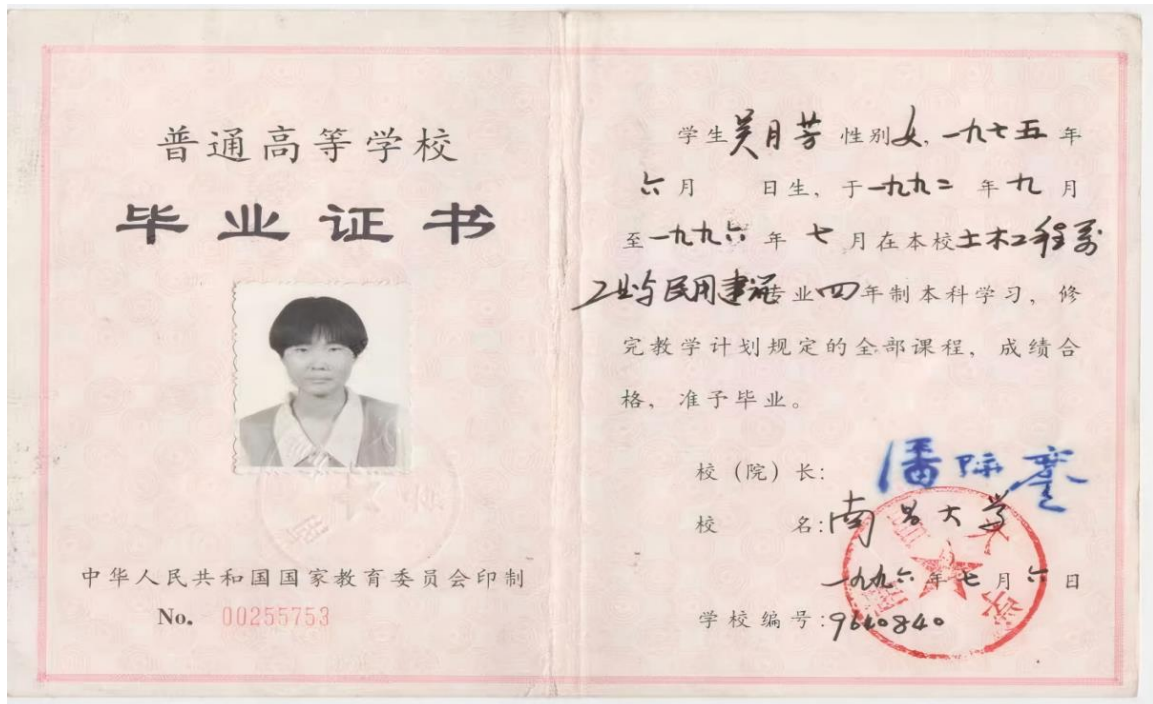 普通高等学校
毕业证书
中华人民共和国国家教育委员会印制
No. 00255753
学生吴月芳 性别女, 一九七五年
六月 日生, 于一九九二年九月
至一九九六年七月在本校土木工程系
工业与民用建筑专业四年制本科学习, 修
完教学计划规定的全部课程, 成绩合
格, 准予毕业。
校(院)长: 潘际銮
校 名: 南昌大学
一九九六年七月六日
学校编号: 9610840